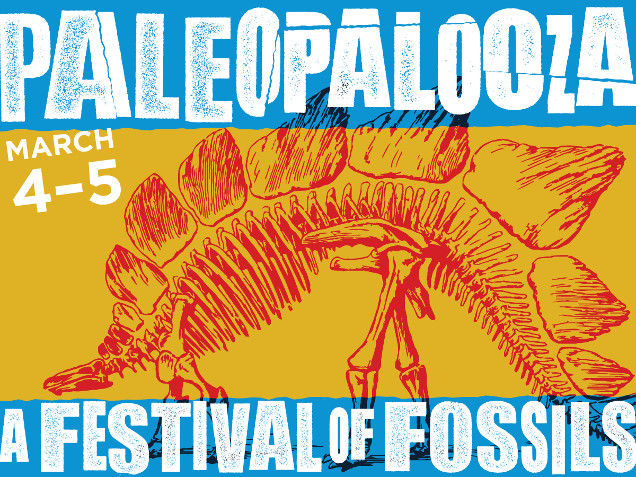 PALEOPALOOZA
MARCH
4–5
A FESTIVAL OF FOSSILS